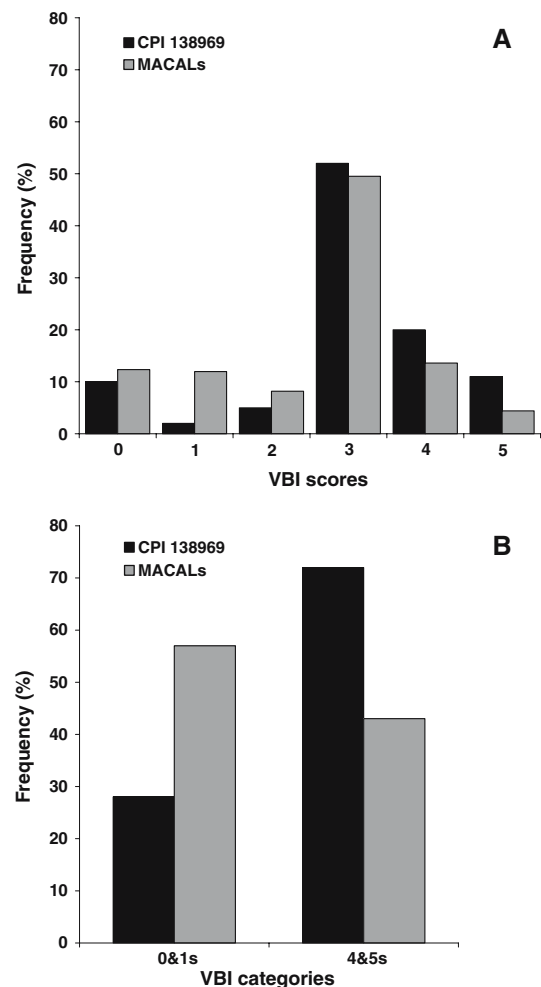 A
CPI 138969
MACALs
Frequency (%)
80
70
60
50
40
30
20
10
0
0 1 2 3 4 5
VBI scores
B
CPI 138969
MACALs
Frequency (%)
80
70
60
50
40
30
20
10
0
0&1s 4&5s
VBI categories